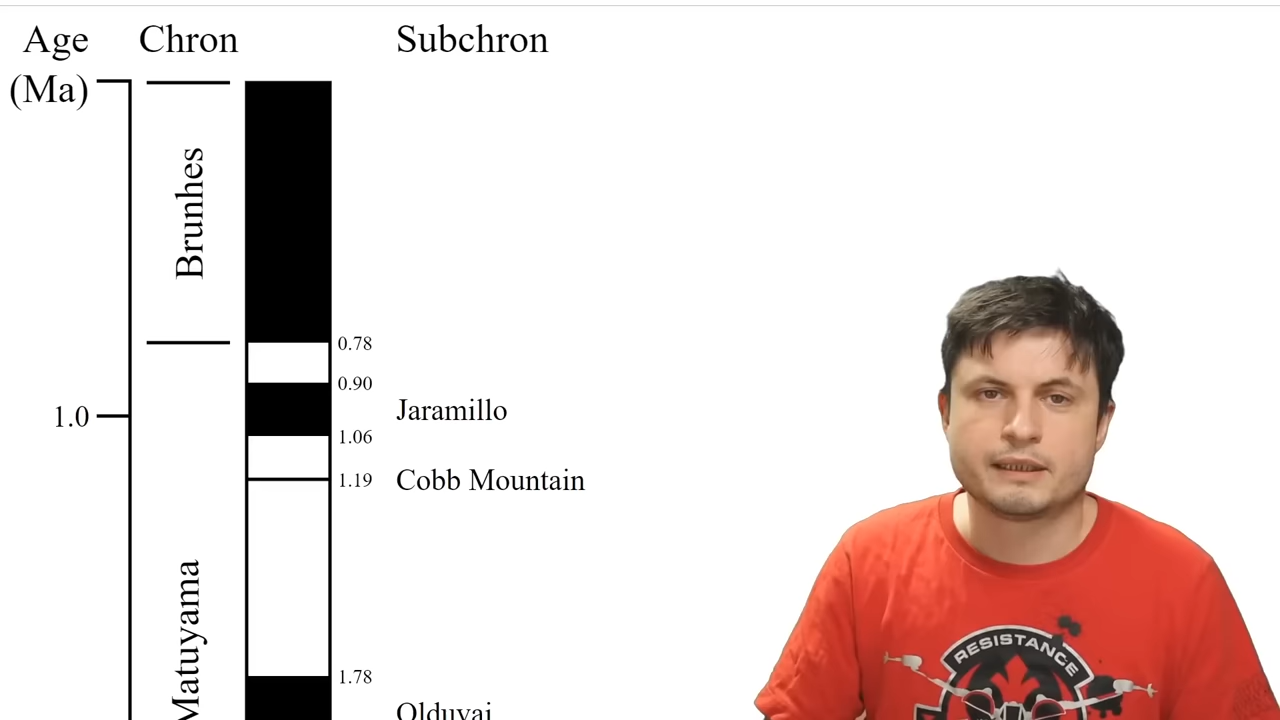 Age Chron Subchron
(Ma)
Brunhes
0.78
0.90
1.0 Jaramillo
1.06
1.19 Cobb Mountain
Matuyama
1.78
Olduvai
RESISTANCE